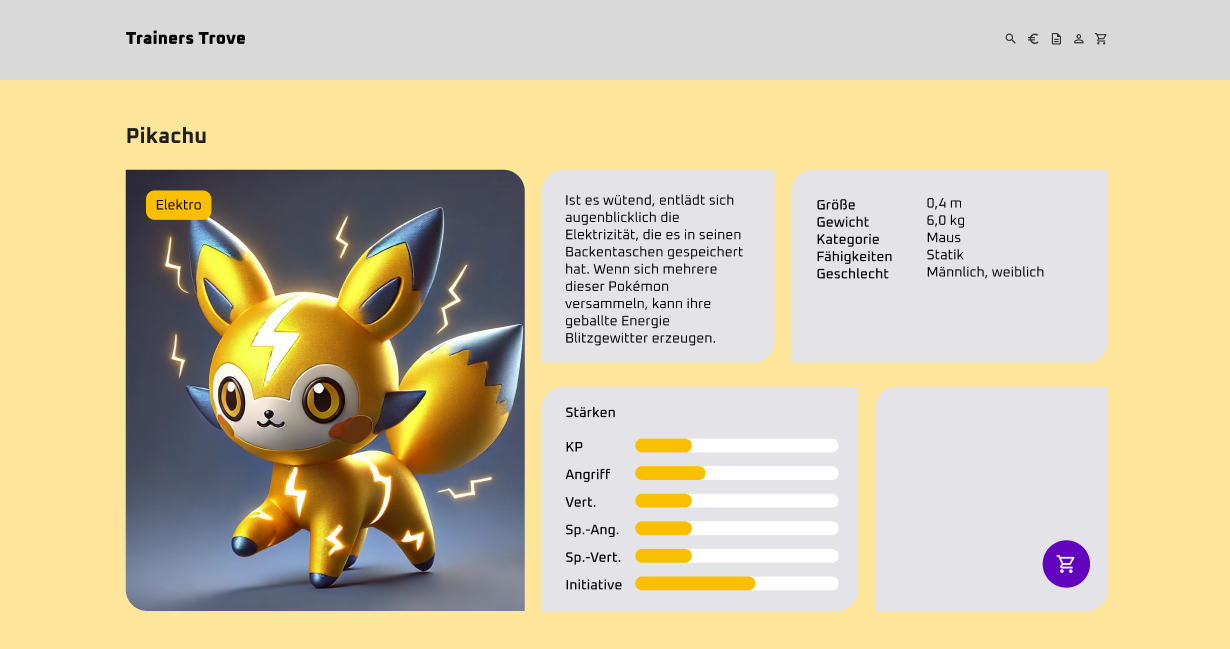 Trainers Trove
Pikachu
Elektro
Ist es wütend, entlädt sich
augenblicklich die
Elektrizität, die es in seinen
Backentaschen gespeichert
hat. Wenn sich mehrere
dieser Pokémon
versammeln, kann ihre
geballte Energie
Blitzgewitter erzeugen.
Größe 0,4 m
Gewicht 6,0 kg
Kategorie Maus
Fähigkeiten Statik
Geschlecht Männlich, weiblich
Stärken
KP
Angriff
Vert.
Sp.-Ang.
Sp.-Vert.
Initiative